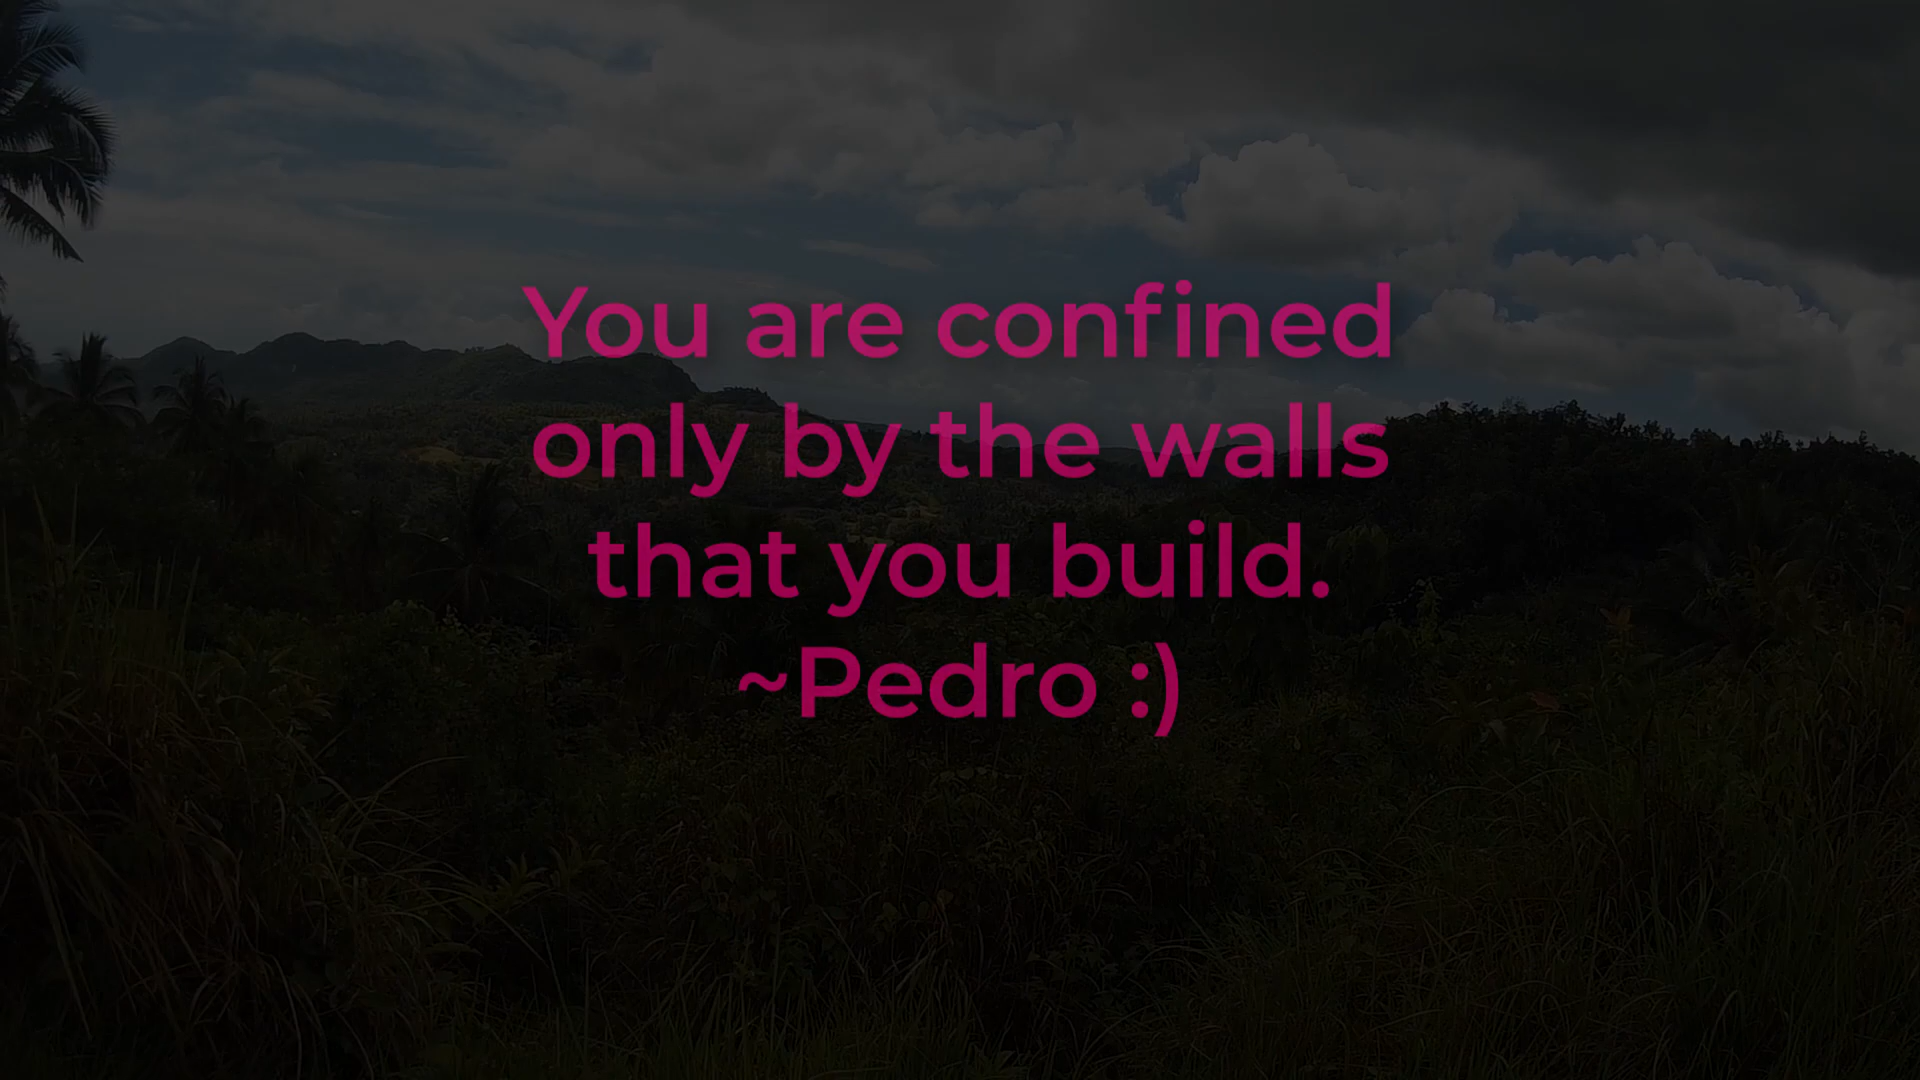 You are confined
only by the walls
that you build.
~Pedro :)